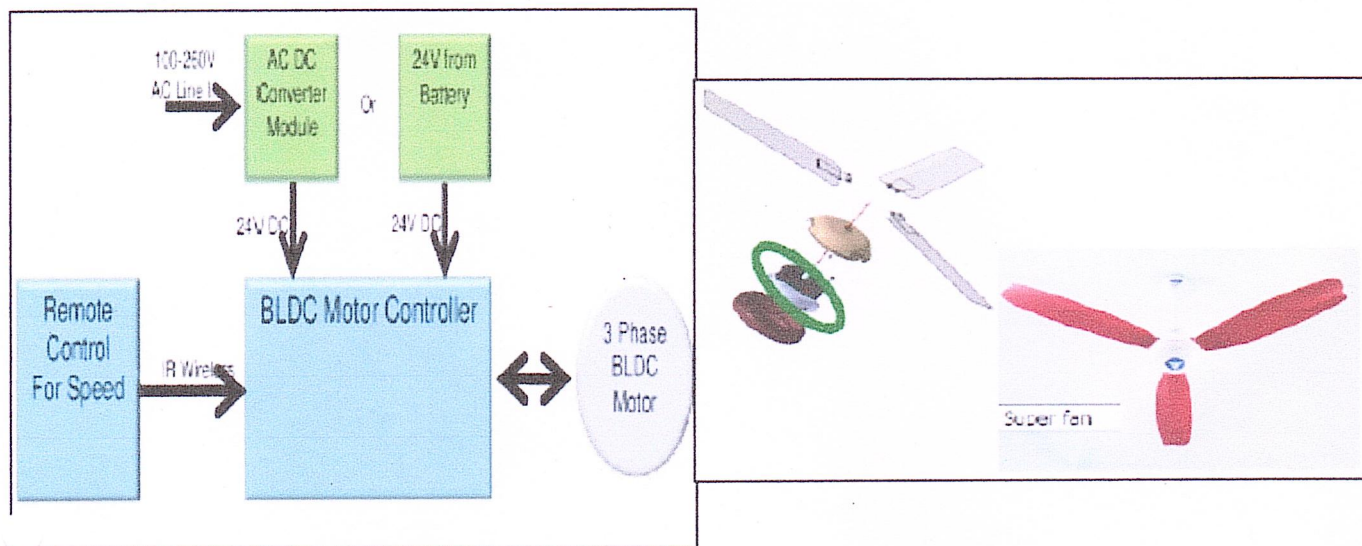 100-260V
AC Line I
AC DC
Converter
Module
Or
24V from
Battery
24V DC
24V DC
Remote
Control
For Speed
IR Wireless
BLDC Motor Controller
3 Phase
BLDC
Motor
Super fan